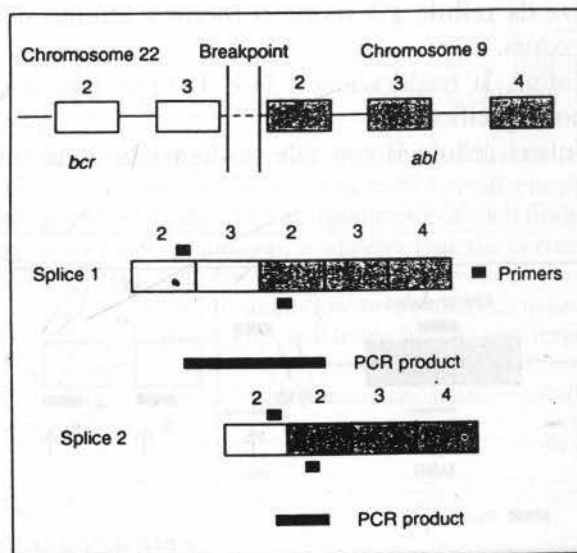 Chromosome 22 Breakpoint Chromosome 9
2 3 2 3 4
bcr abl
2 3 2 3 4
Splice 1 Primers
PCR product
2 2 3 4
Splice 2
PCR product